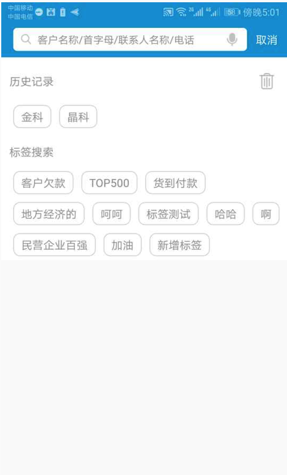 中国移动
中国电信
傍晚5:01
客户名称/首字母/联系人名称/电话
取消
历史记录
金科
晶科
标签搜索
客户欠款
TOP500
货到付款
地方经济的
呵呵
标签测试
哈哈
啊
民营企业百强
加油
新增标签